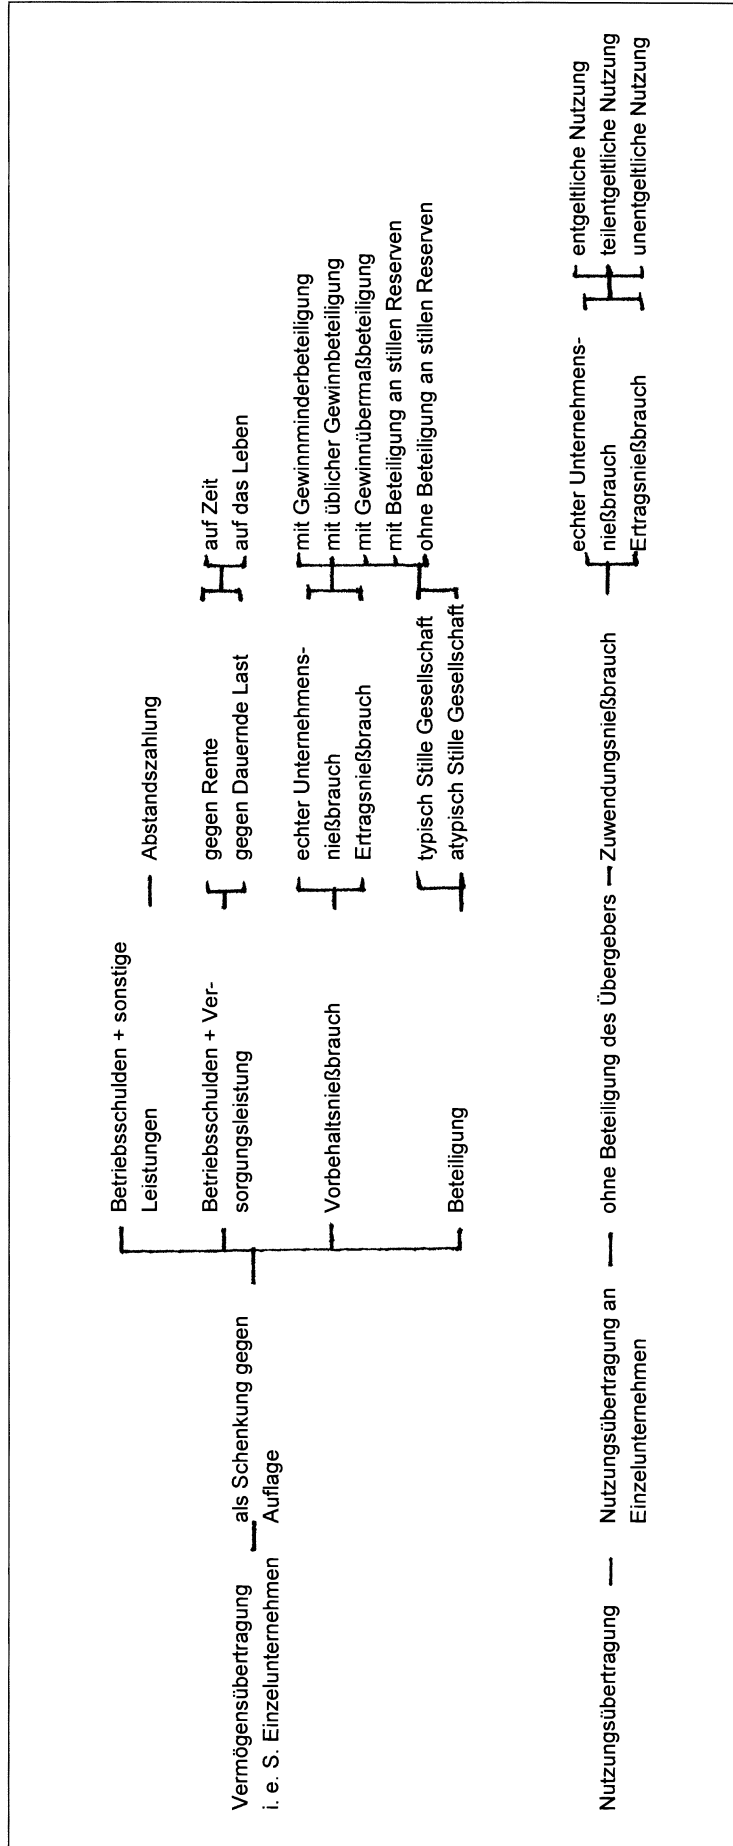 Vermögensübertragung
i. e. S. Einzelunternehmen
als Schenkung gegen
Auflage
Betriebsschulden + sonstige
Leistungen
Abstandszahlung
Betriebsschulden + Ver-
sorgungsleistung
gegen Rente
gegen Dauernde Last
auf Zeit
auf das Leben
Vorbehaltsnießbrauch
echter Unternehmens-
nießbrauch
Ertragsnießbrauch
mit Gewinnminderbeteiligung
mit üblicher Gewinnbeteiligung
mit Gewinnübermaßbeteiligung
mit Beteiligung an stillen Reserven
ohne Beteiligung an stillen Reserven
Beteiligung
typisch Stille Gesellschaft
atypisch Stille Gesellschaft
Nutzungsübertragung
Nutzungsübertragung an
Einzelunternehmen
ohne Beteiligung des Übergebers
Zuwendungsnießbrauch
echter Unternehmens-
nießbrauch
Ertragsnießbrauch
entgeltliche Nutzung
teilentgeltliche Nutzung
unentgeltliche Nutzung